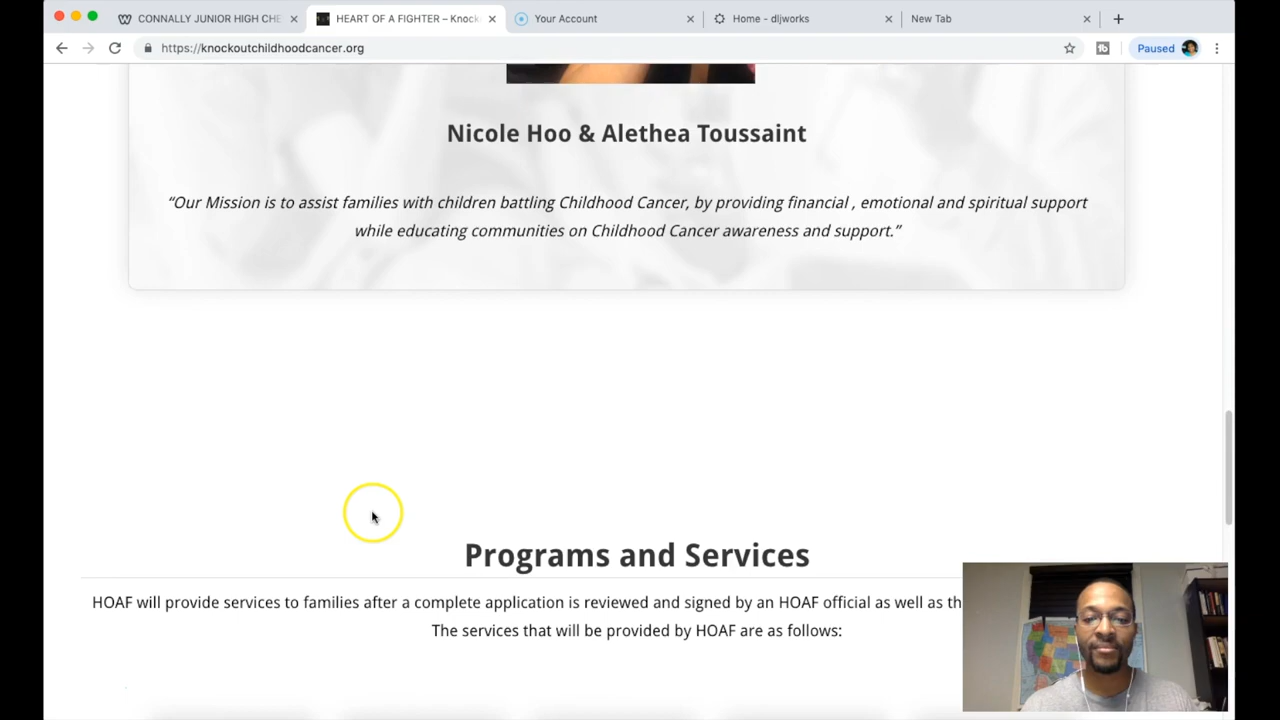 CONNALLY JUNIOR HIGH CHE
HEART OF A FIGHTER – Knock
Your Account
Home - dljworks
New Tab
https://knockoutchildhoodcancer.org
Paused
Nicole Hoo & Alethea Toussaint
“Our Mission is to assist families with children battling Childhood Cancer, by providing financial , emotional and spiritual support
while educating communities on Childhood Cancer awareness and support.”
Programs and Services
HOAF will provide services to families after a complete application is reviewed and signed by an HOAF official as well as th
The services that will be provided by HOAF are as follows: